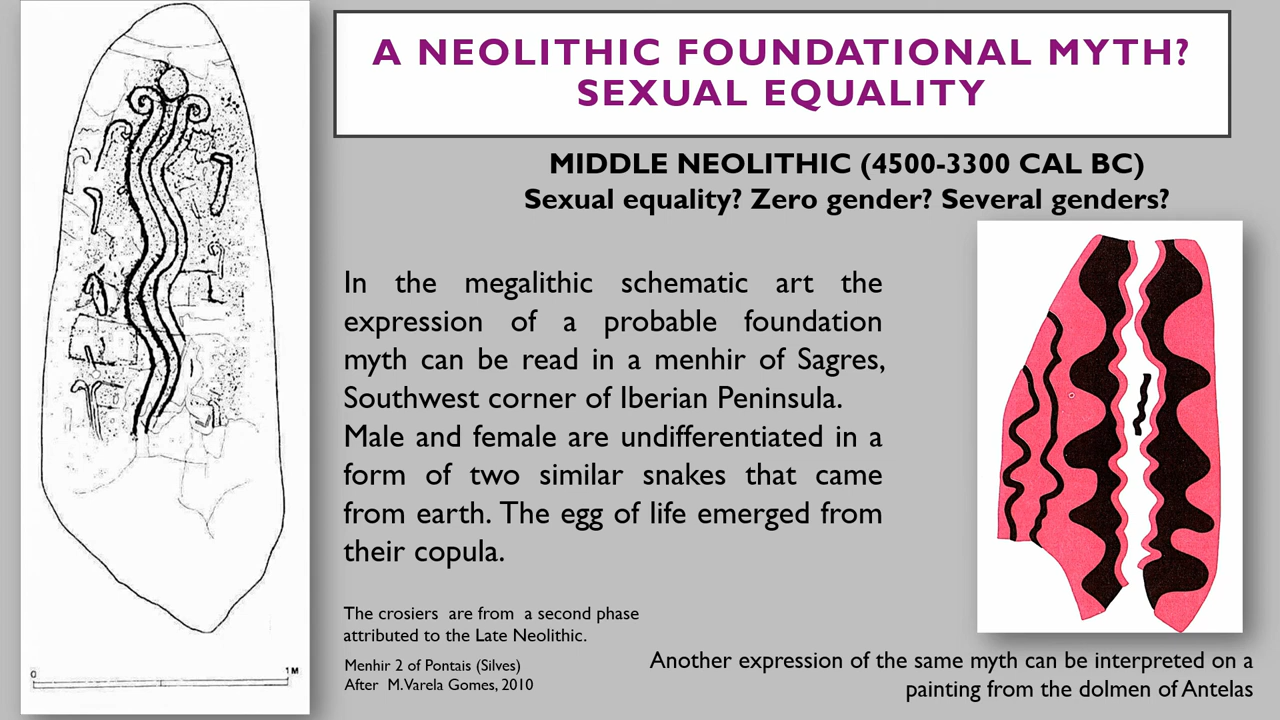 A NEOLITHIC FOUNDATIONAL MYTH?
SEXUAL EQUALITY
MIDDLE NEOLITHIC (4500-3300 CAL BC)
Sexual equality? Zero gender? Several genders?
In the megalithic schematic art the
expression of a probable foundation
myth can be read in a menhir of Sagres,
Southwest corner of Iberian Peninsula.
Male and female are undifferentiated in a
form of two similar snakes that came
from earth. The egg of life emerged from
their copula.
The crosiers are from a second phase
attributed to the Late Neolithic.
Menhir 2 of Pontais (Silves)
After M.Varela Gomes, 2010
Another expression of the same myth can be interpreted on a
painting from the dolmen of Antelas
0 1M